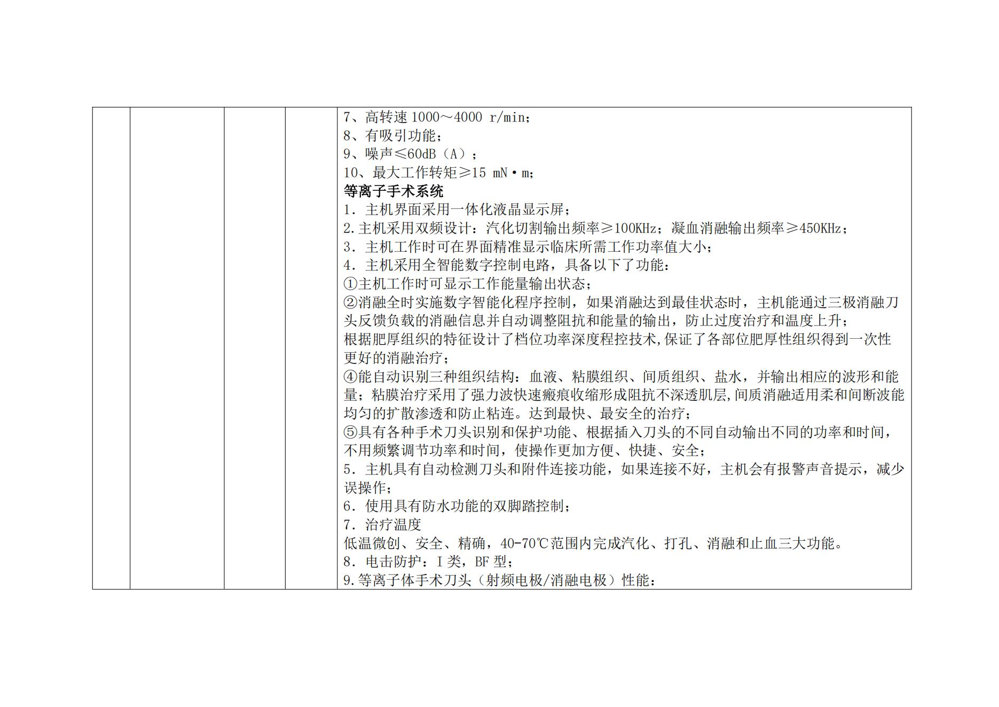 7、高转速 1000～4000 r/min；
8、有吸引功能；
9、噪声≤60dB（A）；
10、最大工作转矩≥15 mN·m；
等离子手术系统
1．主机界面采用一体化液晶显示屏；
2.主机采用双频设计：汽化切割输出频率≥100KHz；凝血消融输出频率≥450KHz；
3．主机工作时可在界面精准显示临床所需工作功率值大小；
4．主机采用全智能数字控制电路，具备以下了功能：
①主机工作时可显示工作能量输出状态；
②消融全时实施数字智能化程序控制，如果消融达到最佳状态时，主机能通过三极消融刀
头反馈负载的消融信息并自动调整阻抗和能量的输出，防止过度治疗和温度上升；
根据肥厚组织的特征设计了档位功率深度程控技术,保证了各部位肥厚性组织得到一次性
更好的消融治疗；
④能自动识别三种组织结构：血液、粘膜组织、间质组织、盐水，并输出相应的波形和能
量；粘膜治疗采用了强力波快速瘢痕收缩形成阻抗不深透肌层,间质消融适用柔和间断波能
均匀的扩散渗透和防止粘连。达到最快、最安全的治疗；
⑤具有各种手术刀头识别和保护功能、根据插入刀头的不同自动输出不同的功率和时间，
不用频繁调节功率和时间，使操作更加方便、快捷、安全；
5．主机具有自动检测刀头和附件连接功能，如果连接不好，主机会有报警声音提示，减少
误操作；
6．使用具有防水功能的双脚踏控制；
7．治疗温度
低温微创、安全、精确，40-70℃范围内完成汽化、打孔、消融和止血三大功能。
8．电击防护：I 类，BF 型；
9.等离子体手术刀头（射频电极/消融电极）性能：